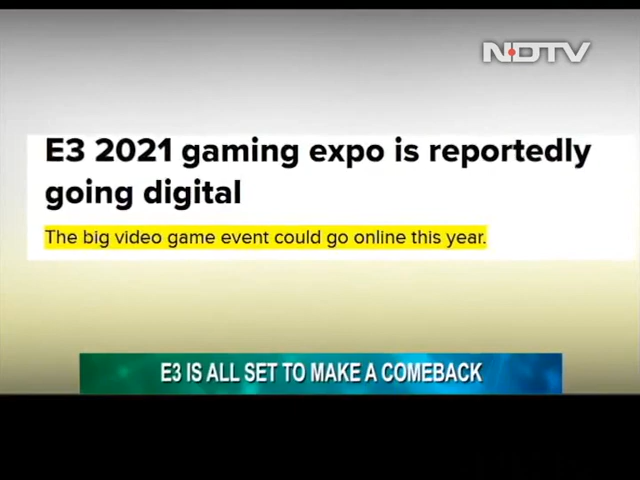 NDTV
E3 2021 gaming expo is reportedly
going digital
The big video game event could go online this year.
E3 IS ALL SET TO MAKE A COMEBACK